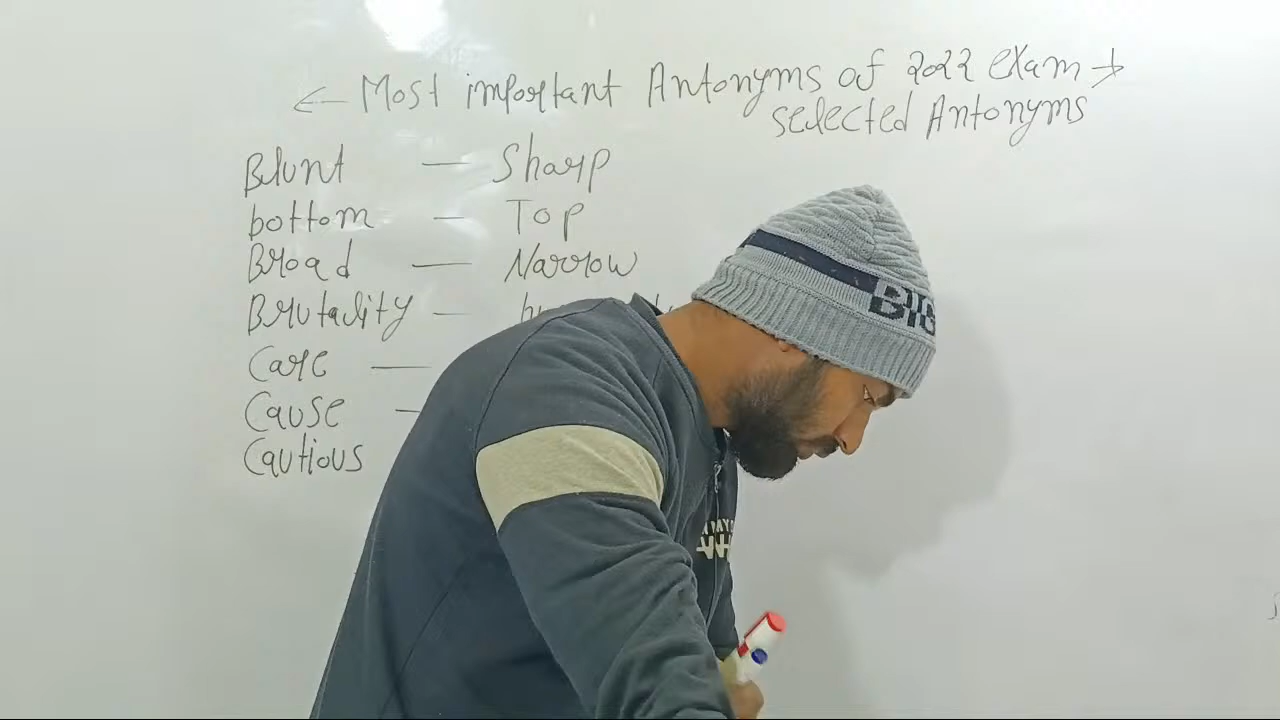 ← Most important Antonyms of 2022 exam →
selected Antonyms
Blunt — Sharp
bottom — Top
Broad — Narrow
Brutality —
Care —
Cause —
Cautious
BIG